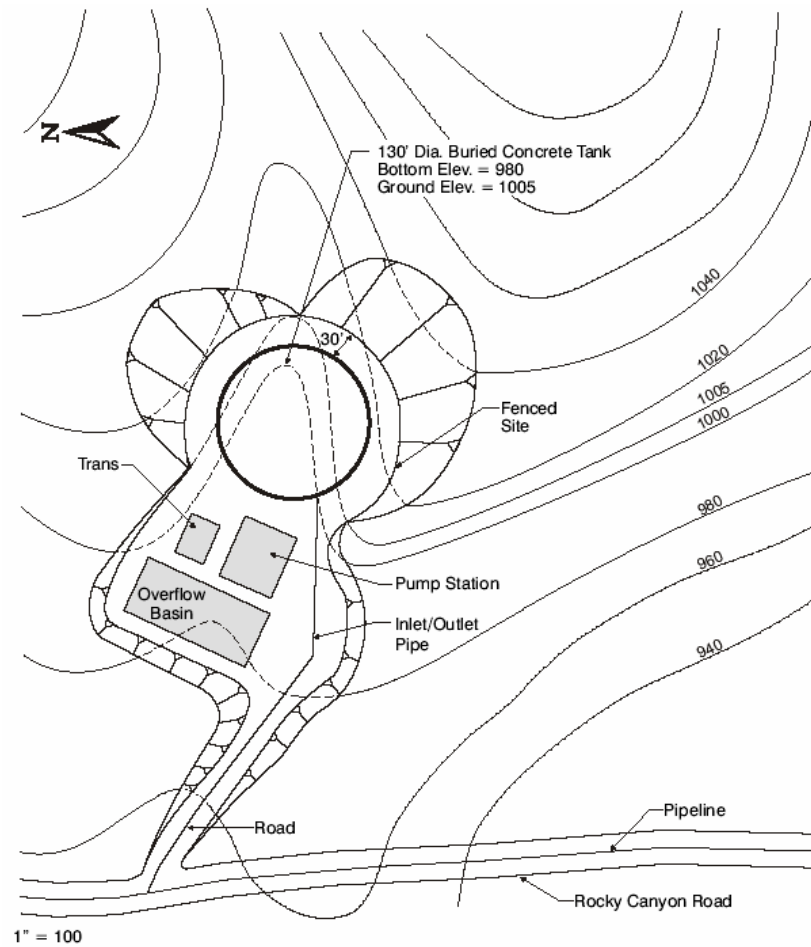 N
130' Dia. Buried Concrete Tank
Bottom Elev. = 980
Ground Elev. = 1005
1040
30'
1020
1005
1000
Fenced
Site
Trans
980
960
Pump Station
Overflow
Basin
Inlet/Outlet
Pipe
940
Pipeline
Road
Rocky Canyon Road
1" = 100